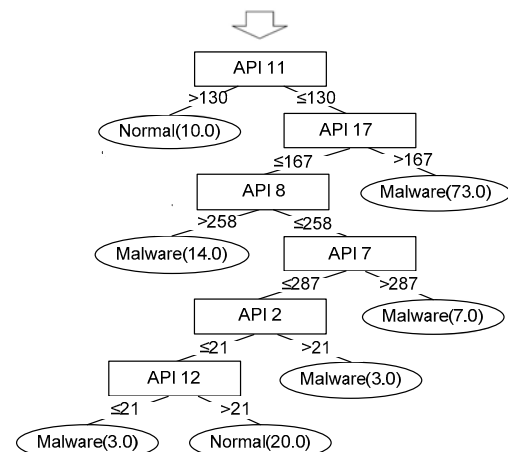 API 11
>130 ≤130
Normal(10.0) API 17
≤167 >167
API 8 Malware(73.0)
>258 ≤258
Malware(14.0) API 7
≤287 >287
API 2 Malware(7.0)
≤21 >21
API 12 Malware(3.0)
≤21 >21
Malware(3.0) Normal(20.0)